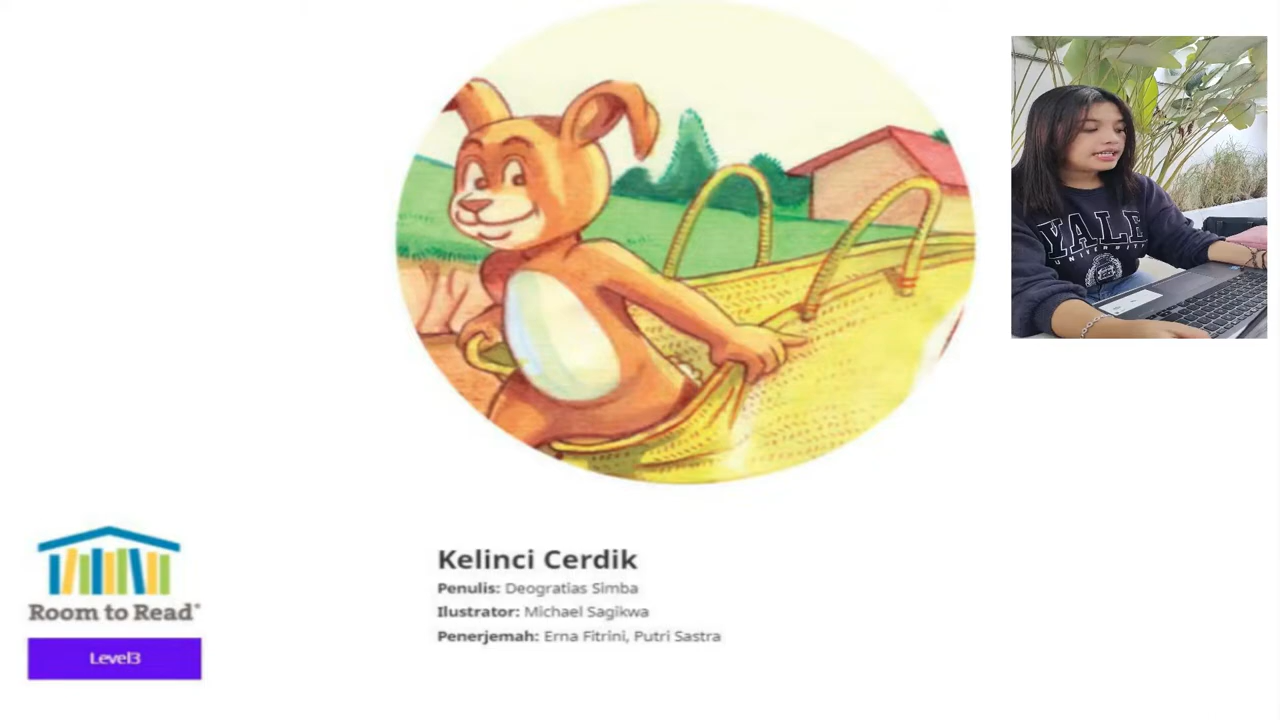 YALE
UNIVERSITY
Room to Read®
Level3
Kelinci Cerdik
Penulis: Deogratias Simba
Ilustrator: Michael Sagikwa
Penerjemah: Erna Fitrini, Putri Sastra